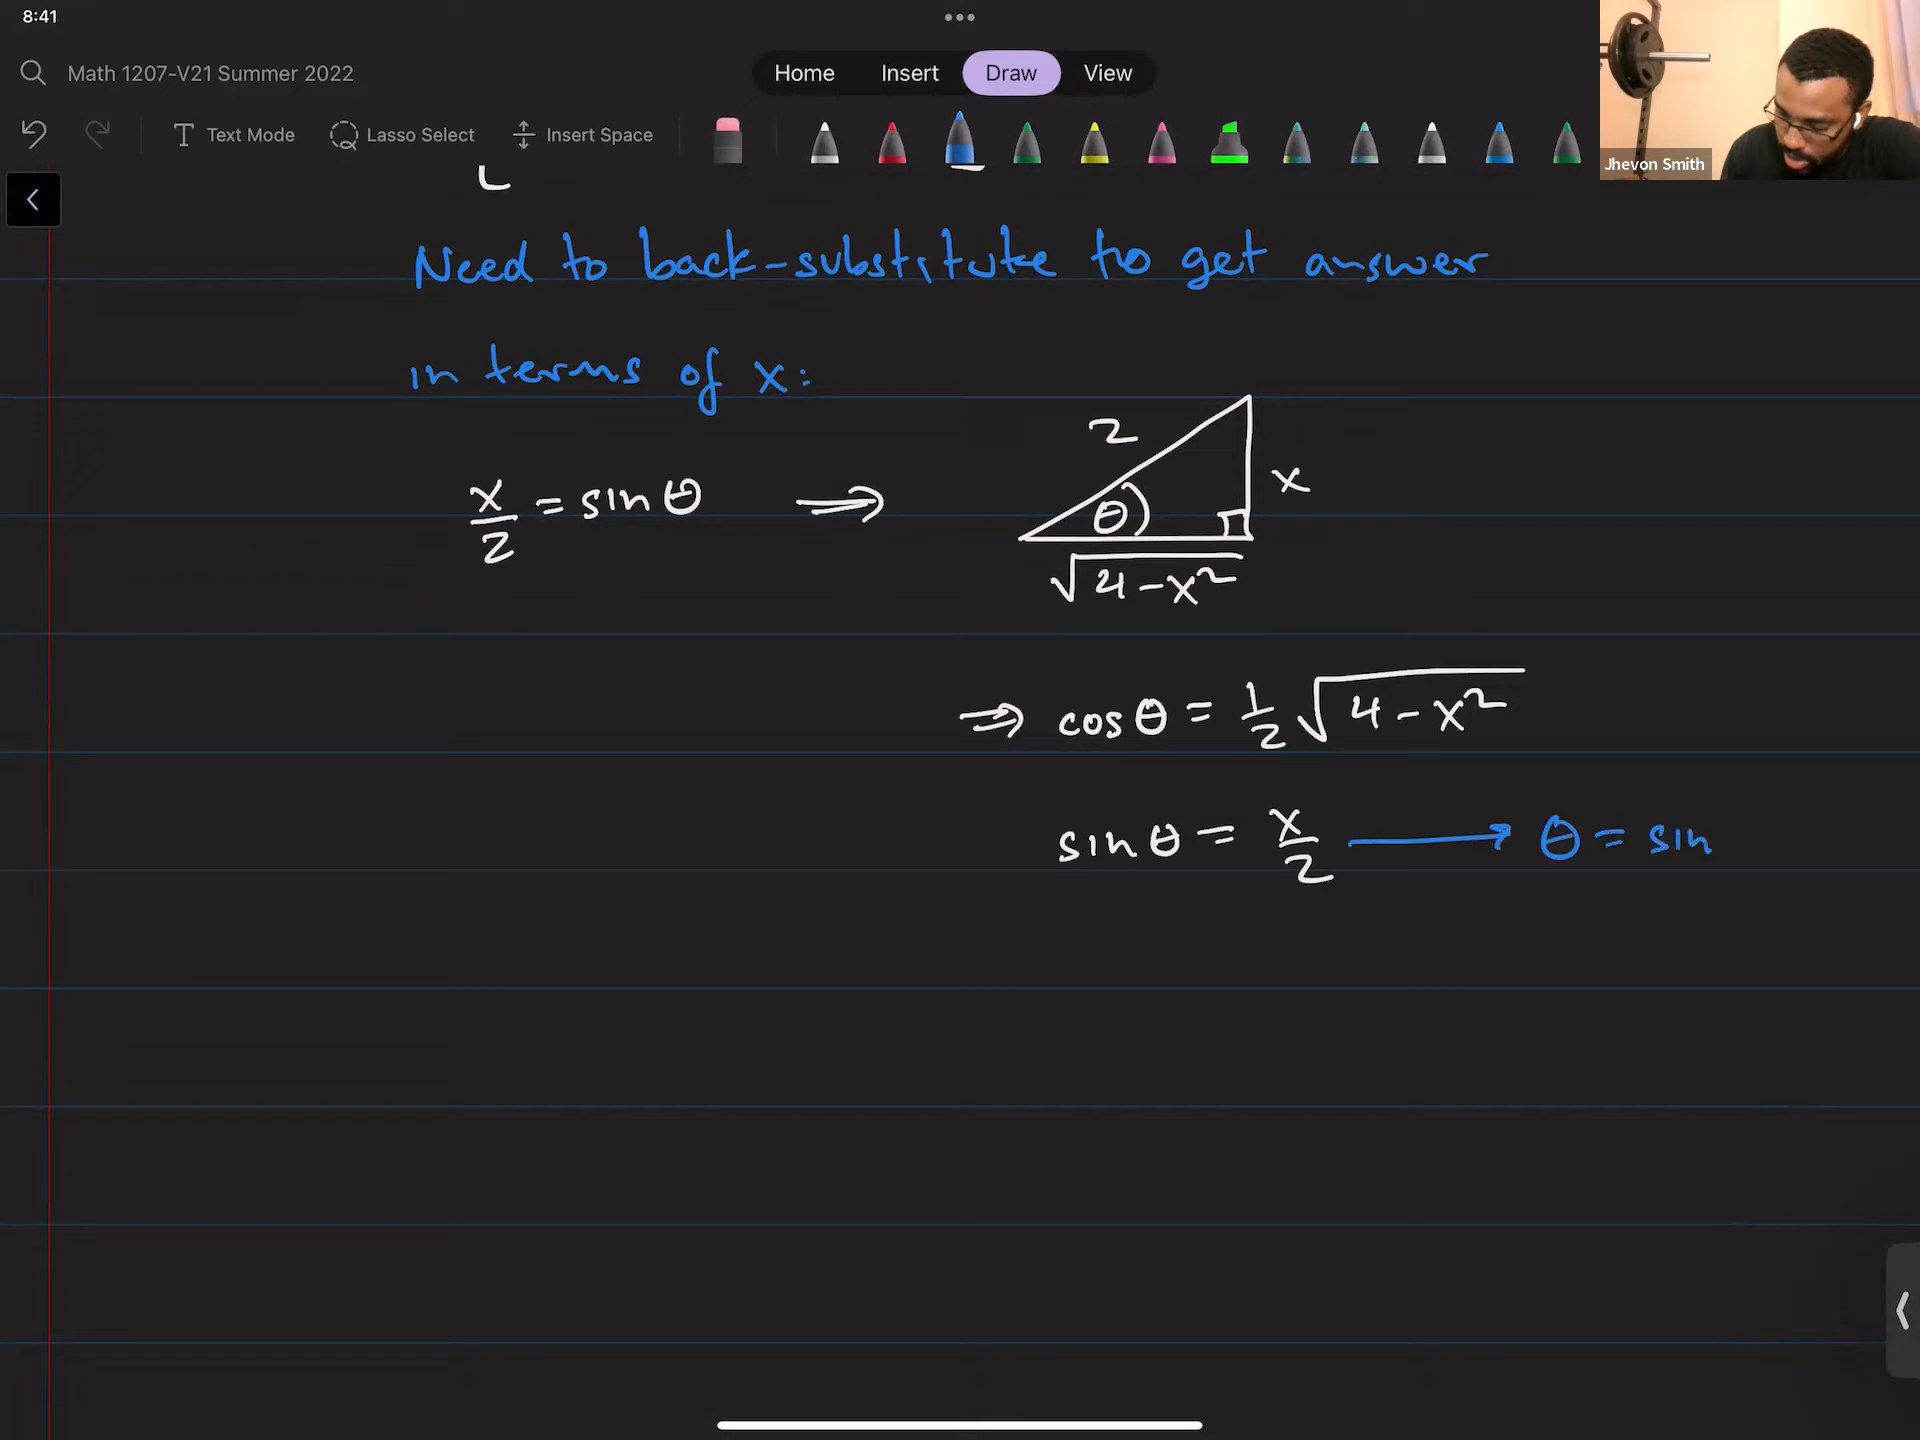 8:41
Math 1207-V21 Summer 2022
Home Insert Draw View
Text Mode Lasso Select Insert Space
Jhevon Smith
Need to back-substitute to get answer
in terms of x:
x/2 = sin θ ⇒
2
x
θ
√(4-x²)
⇒ cos θ = 1/2 √(4-x²)
sin θ = x/2 → θ = sin